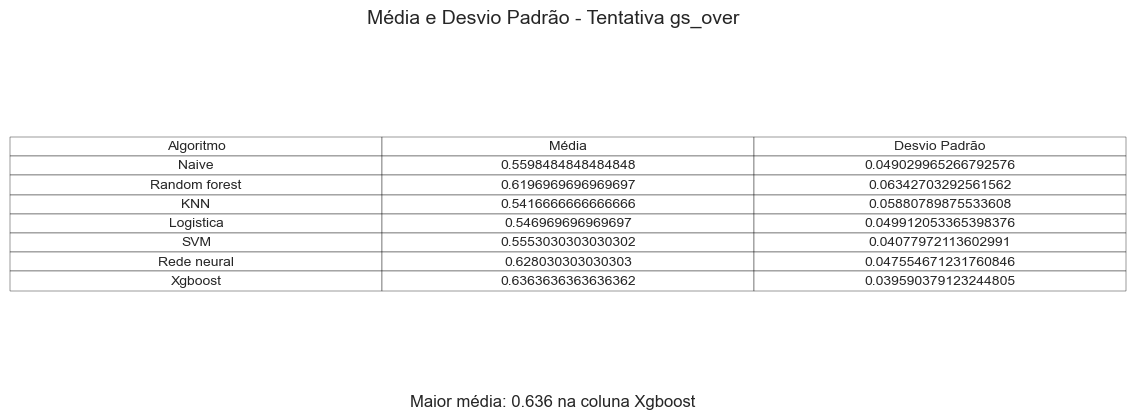 Média e Desvio Padrão - Tentativa gs_over
Algoritmo Média Desvio Padrão
Naive 0.5598484848484848 0.049029965266792576
Random forest 0.6196969696969697 0.06342703292561562
KNN 0.5416666666666666 0.05880789875533608
Logistica 0.546969696969697 0.049912053365398376
SVM 0.5553030303030302 0.04077972113602991
Rede neural 0.628030303030303 0.047554671231760846
Xgboost 0.6363636363636362 0.039590379123244805
Maior média: 0.636 na coluna Xgboost